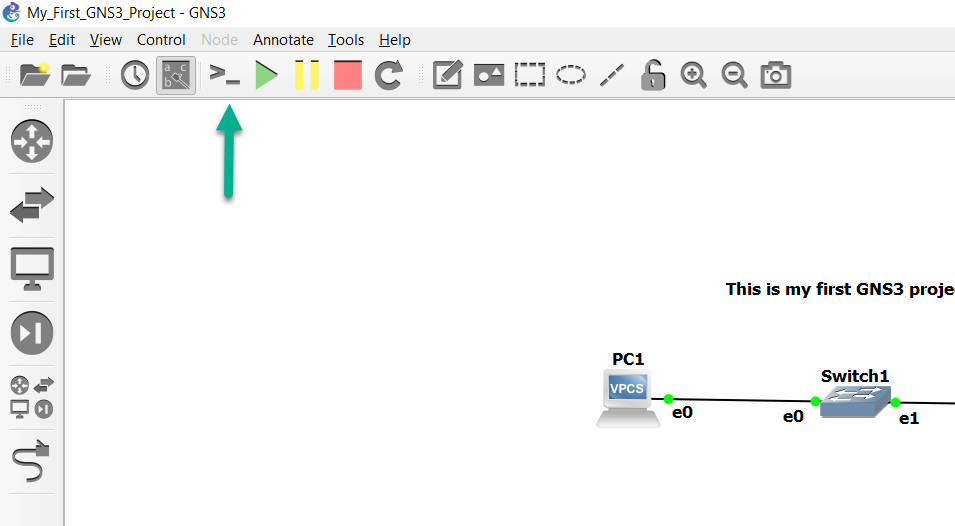 My_First_GNS3_Project - GNS3
File Edit View Control Node Annotate Tools Help
a c
b
>_
This is my first GNS3 proje
PC1
VPCS
Switch1
e0
e0
e1